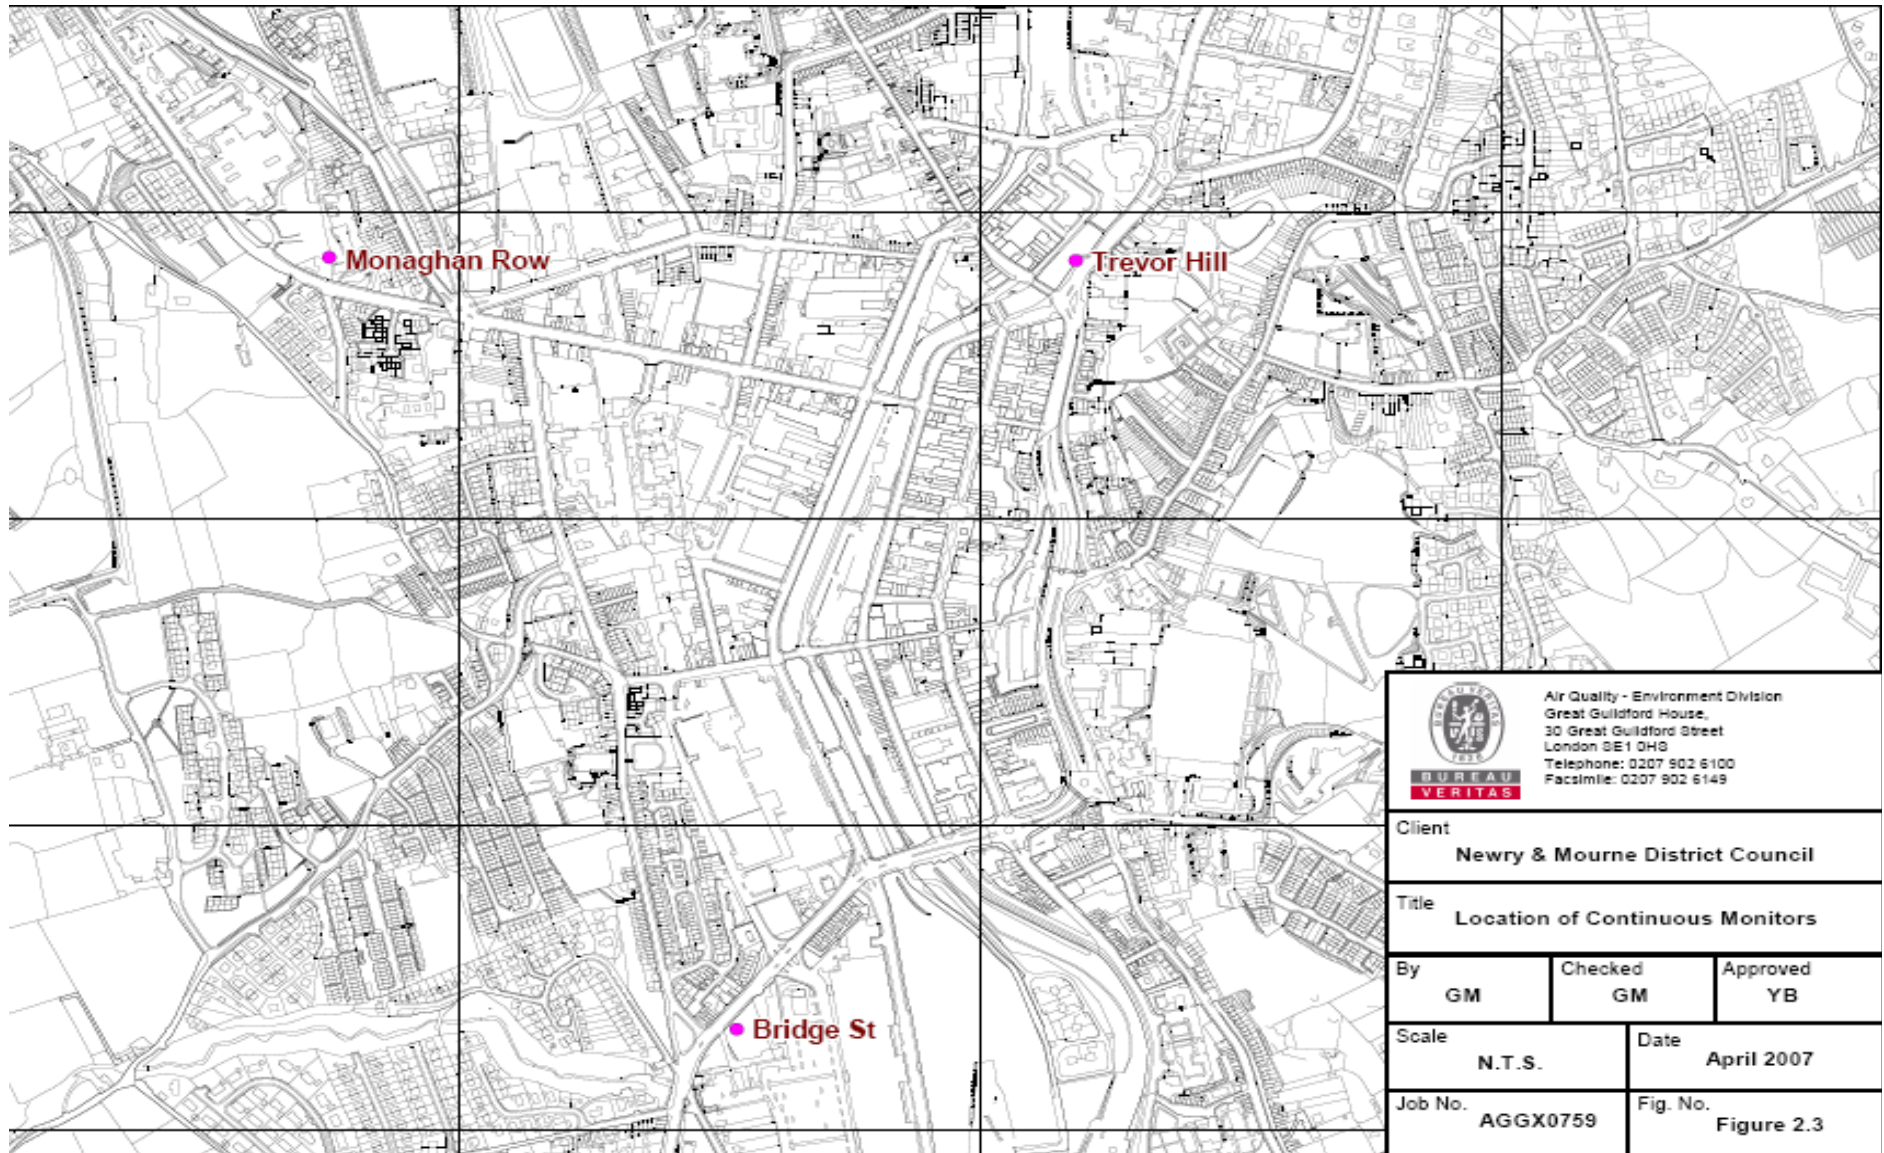 Monaghan Row
Trevor Hill
Bridge St
BUREAU VERITAS
1828
BUREAU
VERITAS
Air Quality - Environment Division
Great Guildford House,
30 Great Guildford Street
London SE1 0HS
Telephone: 0207 902 6100
Facsimile: 0207 902 6149
Client
Newry & Mourne District Council
Title
Location of Continuous Monitors
By
GM
Checked
GM
Approved
YB
Scale
N.T.S.
Date
April 2007
Job No.
AGGX0759
Fig. No.
Figure 2.3